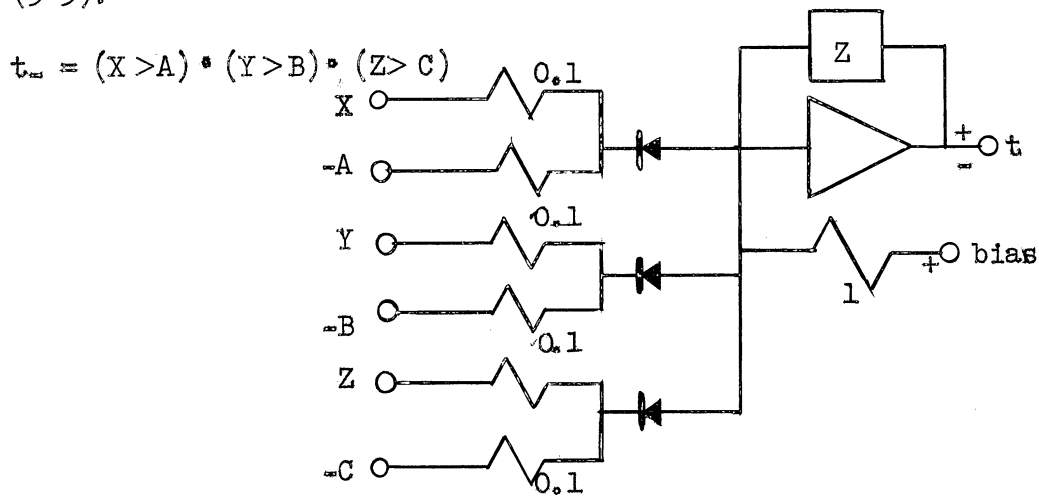 t₋ = (X >A) • (Y >B)• (Z> C)
0.1
X
-A
0.1
Y
-B
0.1
Z
-C
0.1
Z
+
-
t
+
bias
1